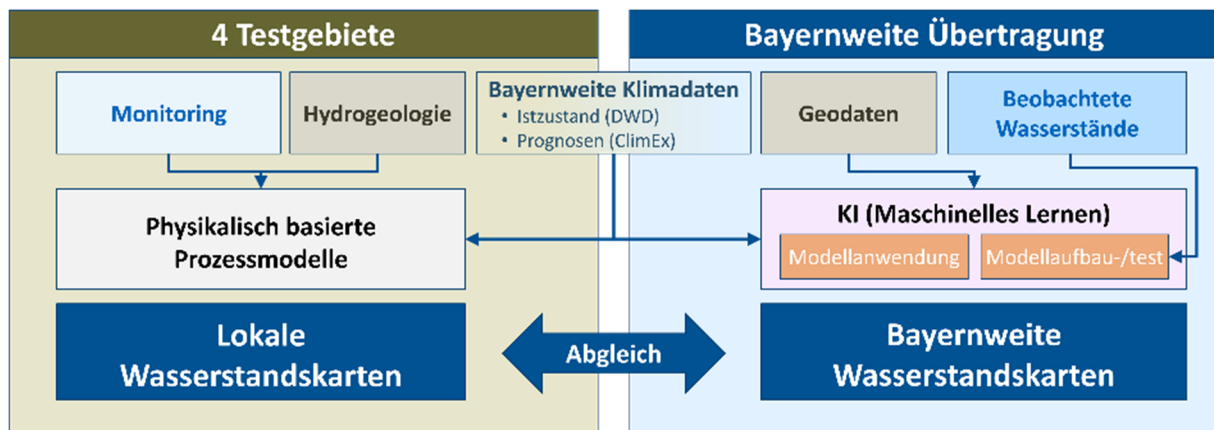 4 Testgebiete
Bayernweite Übertragung
Monitoring
Hydrogeologie
Bayernweite Klimadaten
• Istzustand (DWD)
• Prognosen (ClimEx)
Geodaten
Beobachtete
Wasserstände
Physikalisch basierte
Prozessmodelle
KI (Maschinelles Lernen)
Modellanwendung
Modellaufbau-/test
Lokale
Wasserstandskarten
Abgleich
Bayernweite
Wasserstandskarten